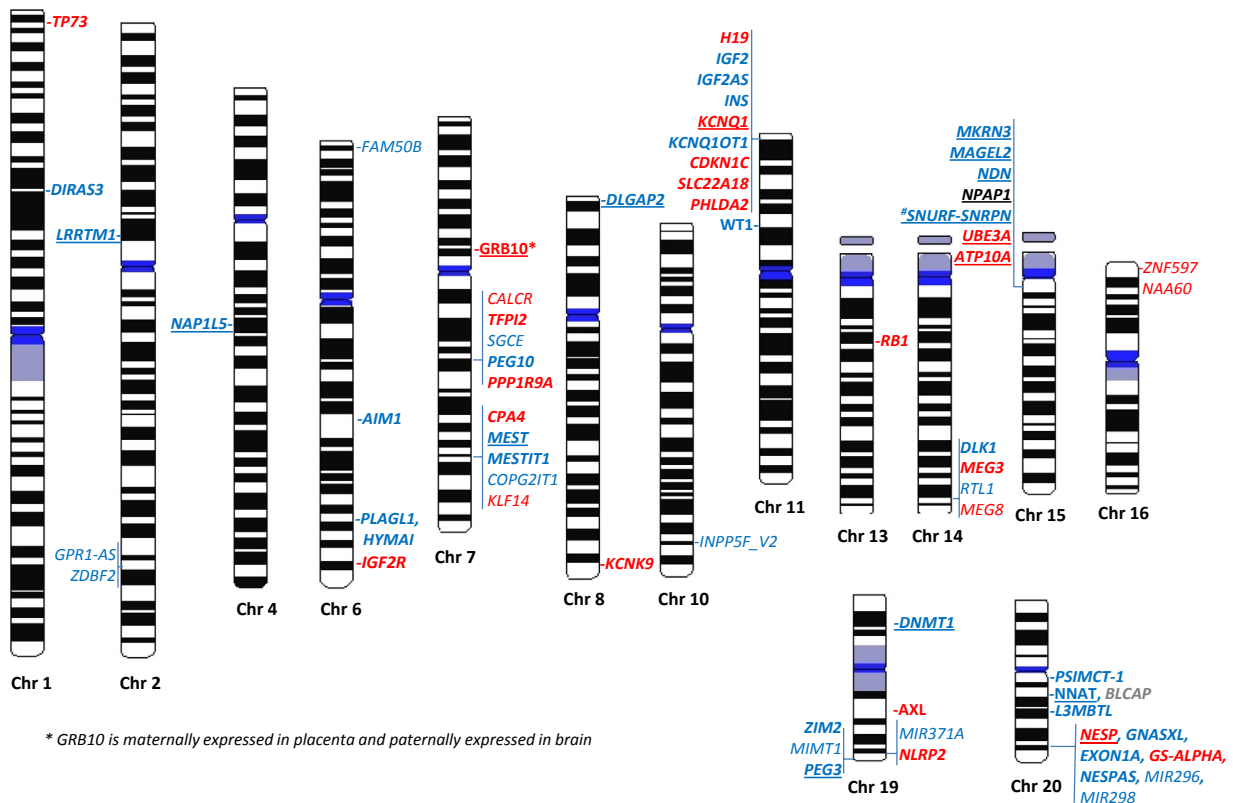 -TP73
-DIRAS3
Chr 1
LRRTM1-
GPR1-AS
ZDBF2
Chr 2
NAP1L5-
Chr 4
-FAM50B
-AIM1
-PLAGL1,
HYMAI
-IGF2R
Chr 6
-GRB10*
CALCR
TFPI2
SGCE
PEG10
PPP1R9A
CPA4
MEST
MESTIT1
COPG2IT1
KLF14
Chr 7
-DLGAP2
-KCNK9
Chr 8
-INPP5F_V2
Chr 10
H19
IGF2
IGF2AS
INS
KCNQ1
KCNQ1OT1
CDKN1C
SLC22A18
PHLDA2
WT1-
Chr 11
-RB1
Chr 13
DLK1
MEG3
RTL1
MEG8
Chr 14
MKRN3
MAGEL2
NDN
NPAP1
#SNURF-SNRPN
UBE3A
ATP10A
Chr 15
ZNF597
NAA60
Chr 16
-DNMT1
-AXL
ZIM2
MIMT1
PEG3
MIR371A
NLRP2
Chr 19
-PSIMCT-1
-NNAT, BLCAP
-L3MBTL
NESP, GNASXL,
EXON1A, GS-ALPHA,
NESPAS, MIR296,
MIR298
Chr 20
* GRB10 is maternally expressed in placenta and paternally expressed in brain